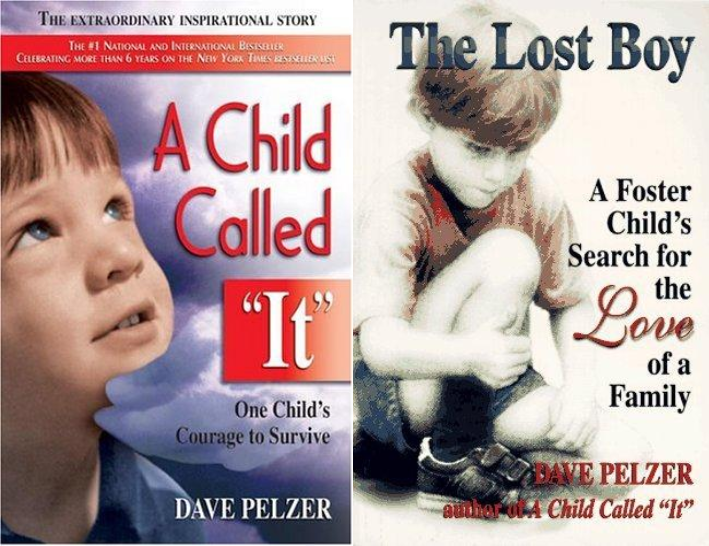 THE EXTRAORDINARY INSPIRATIONAL STORY
THE #1 NATIONAL AND INTERNATIONAL BESTSELLER
CELEBRATING MORE THAN 6 YEARS ON THE NEW YORK TIMES BESTSELLER LIST
A Child
Called
"It"
One Child's
Courage to Survive
DAVE PELZER
The Lost Boy
A Foster
Child's
Search for
the
Love
of a
Family
DAVE PELZER
author of A Child Called "It"